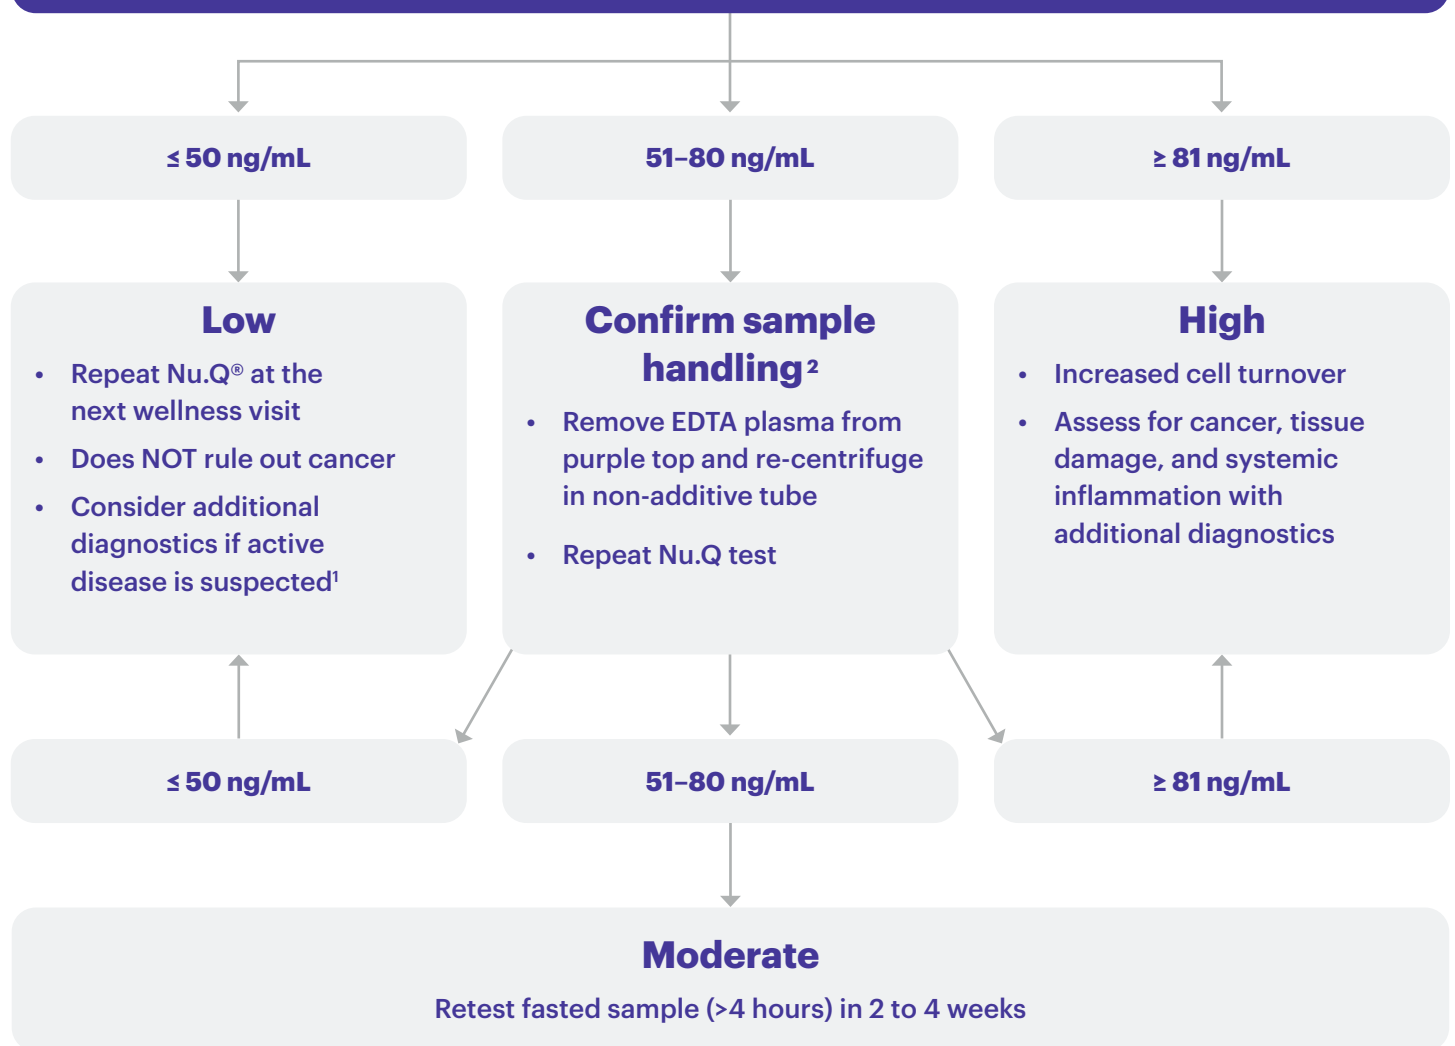 ≤ 50 ng/mL
51–80 ng/mL
≥ 81 ng/mL
Low
• Repeat Nu.Q® at the
next wellness visit
• Does NOT rule out cancer
• Consider additional
diagnostics if active
disease is suspected¹
Confirm sample
handling²
• Remove EDTA plasma from
purple top and re-centrifuge
in non-additive tube
• Repeat Nu.Q test
High
• Increased cell turnover
• Assess for cancer, tissue
damage, and systemic
inflammation with
additional diagnostics
≤ 50 ng/mL
51–80 ng/mL
≥ 81 ng/mL
Moderate
Retest fasted sample (>4 hours) in 2 to 4 weeks